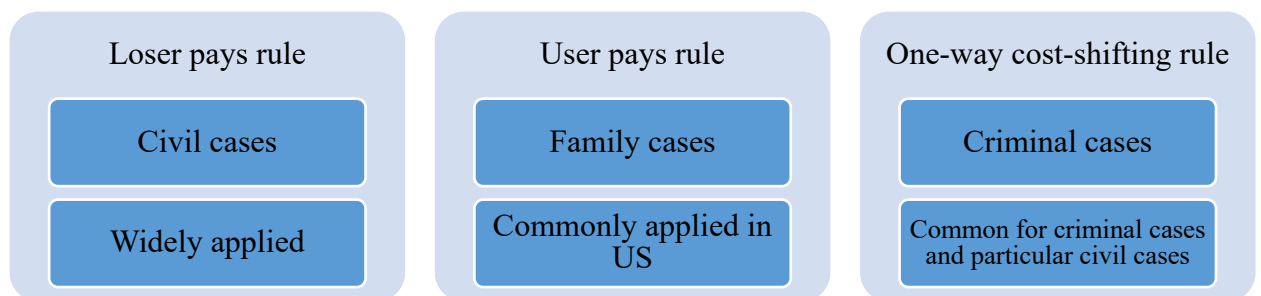 Loser pays rule
Civil cases
Widely applied
User pays rule
Family cases
Commonly applied in
US
One-way cost-shifting rule
Criminal cases
Common for criminal cases
and particular civil cases